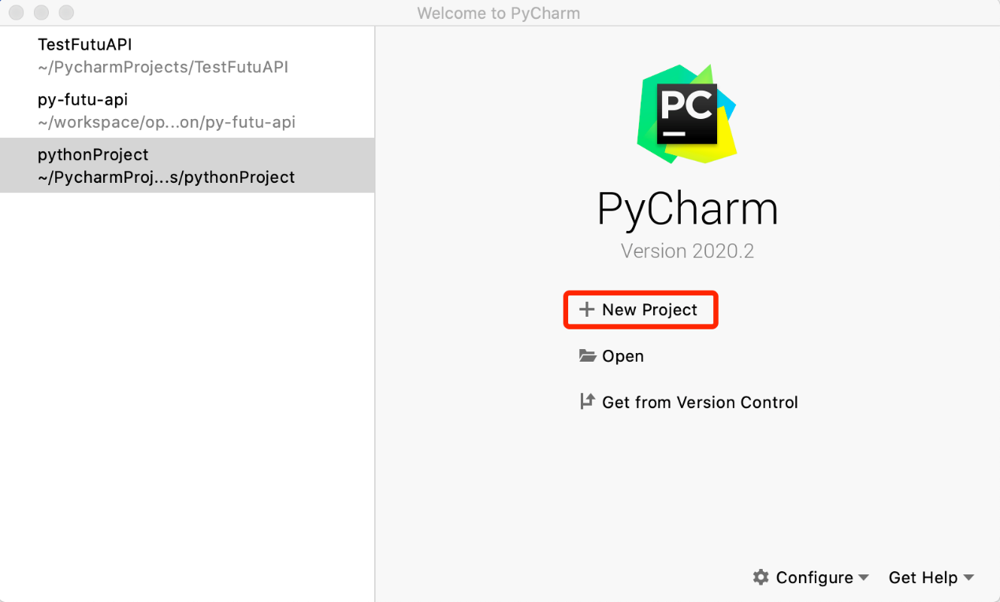 Welcome to PyCharm
TestFutuAPI
~/PycharmProjects/TestFutuAPI
py-futu-api
~/workspace/op...on/py-futu-api
pythonProject
~/PycharmProj...s/pythonProject
PC
PyCharm
Version 2020.2
New Project
Open
Get from Version Control
Configure
Get Help